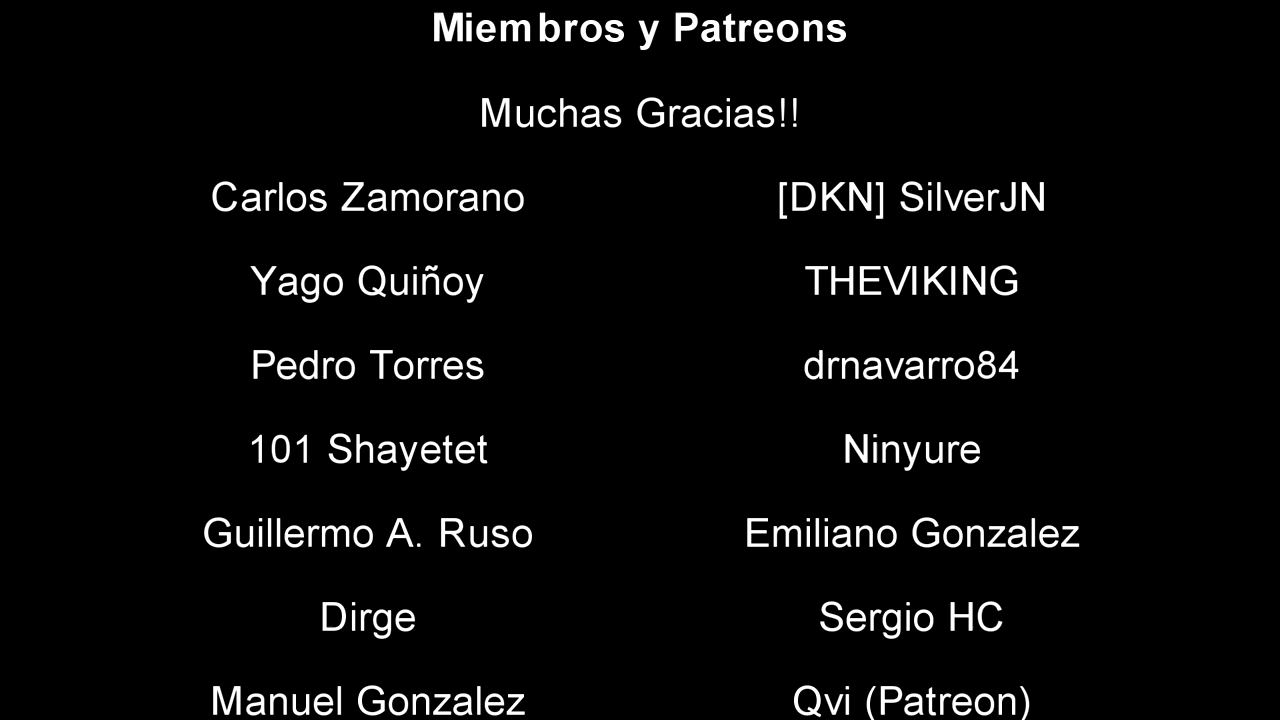 Miembros y Patreons
Muchas Gracias!!
Carlos Zamorano [DKN] SilverJN
Yago Quiñoy THEVIKING
Pedro Torres drnavarro84
101 Shayetet Ninyure
Guillermo A. Ruso Emiliano Gonzalez
Dirge Sergio HC
Manuel Gonzalez Qvi (Patreon)